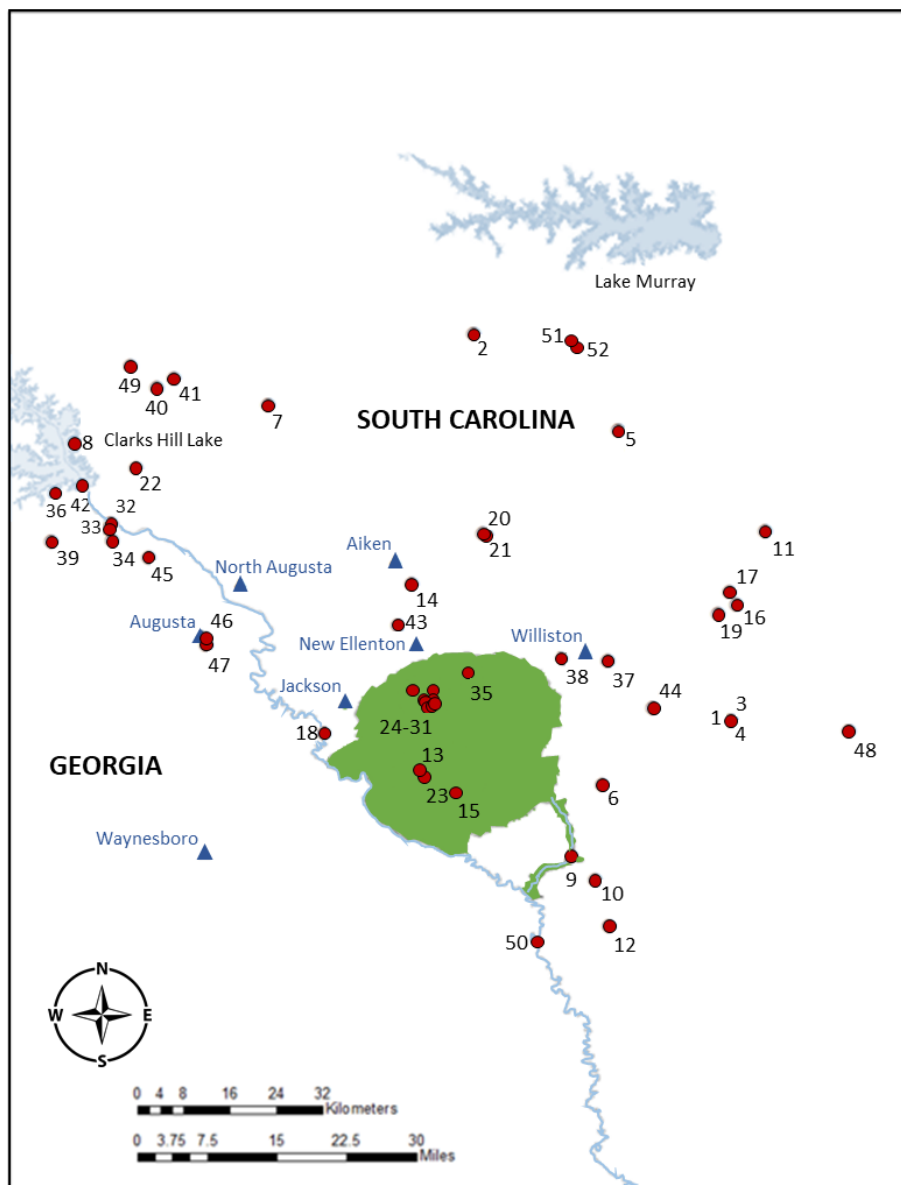 Lake Murray
2
51
52
49
41
40
7
SOUTH CAROLINA
5
8
Clarks Hill Lake
22
36
42
32
33
39
34
45
20
21
11
Aiken
North Augusta
14
17
16
19
43
Augusta
46
47
New Ellenton
Williston
38
37
35
Jackson
24-31
44
1
3
4
18
48
GEORGIA
13
23
15
6
Waynesboro
9
10
12
50
N
W
E
S
0 4 8 16 24 32
Kilometers
0 3.75 7.5 15 22.5 30
Miles